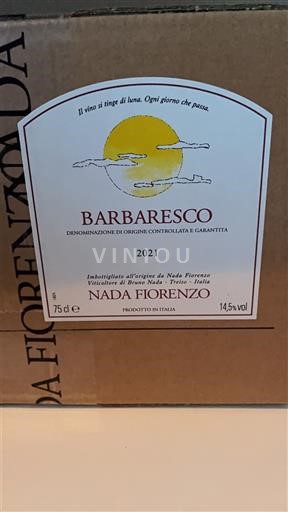 Il vino si tinge di luna. Ogni giorno che passa.
BARBARESCO
DENOMINAZIONE DI ORIGINE CONTROLLATA E GARANTITA
VINIOU
2021
Imbottigliato all'origine da Nada Fiorenzo
Viticoltore di Bruno Nada - Treiso - Italia
NADA FIORENZO
75 cl e
14,5% vol
PRODOTTO IN ITALIA
DA FIORENZO
NADA